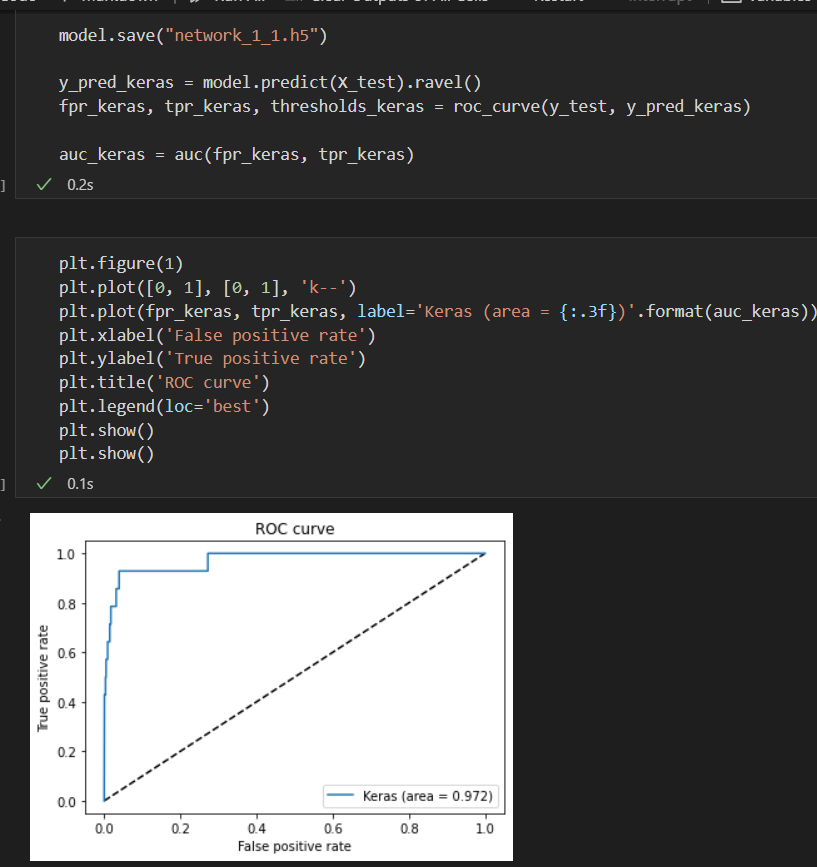 model.save("network_1_1.h5")
y_pred_keras = model.predict(X_test).ravel()
fpr_keras, tpr_keras, thresholds_keras = roc_curve(y_test, y_pred_keras)
auc_keras = auc(fpr_keras, tpr_keras)
] ✓ 0.2s
plt.figure(1)
plt.plot([0, 1], [0, 1], 'k--')
plt.plot(fpr_keras, tpr_keras, label='Keras (area = {:.3f})'.format(auc_keras))
plt.xlabel('False positive rate')
plt.ylabel('True positive rate')
plt.title('ROC curve')
plt.legend(loc='best')
plt.show()
plt.show()
] ✓ 0.1s
ROC curve
True positive rate
1.0
0.8
0.6
0.4
0.2
0.0
Keras (area = 0.972)
0.0 0.2 0.4 0.6 0.8 1.0
False positive rate